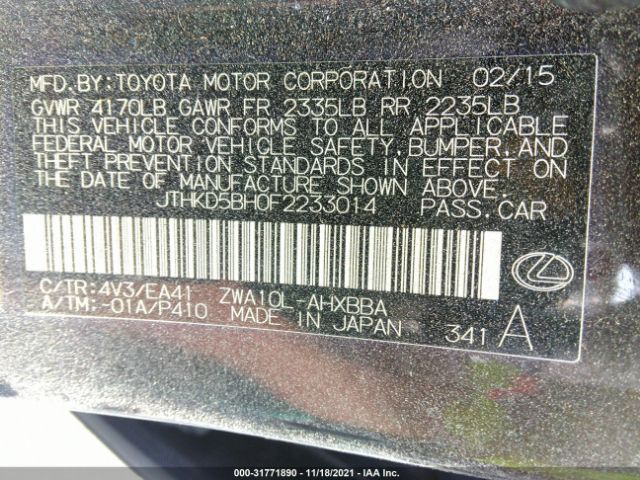 MFD.BY:TOYOTA MOTOR CORPORATION 02/15
GVWR 4170LB GAWR FR 2335LB RR 2235LB
THIS VEHICLE CONFORMS TO ALL APPLICABLE
FEDERAL MOTOR VEHICLE SAFETY,BUMPER,AND
THEFT PREVENTION STANDARDS IN EFFECT ON
THE DATE OF MANUFACTURE SHOWN ABOVE.
JTHKD5BH0F2233014 PASS.CAR
C/TR:4V3/EA41 ZWA10L-AHXBBA
A/TM:-01A/P410 MADE IN JAPAN 341 A
000-31771890 - 11/18/2021 - IAA Inc.